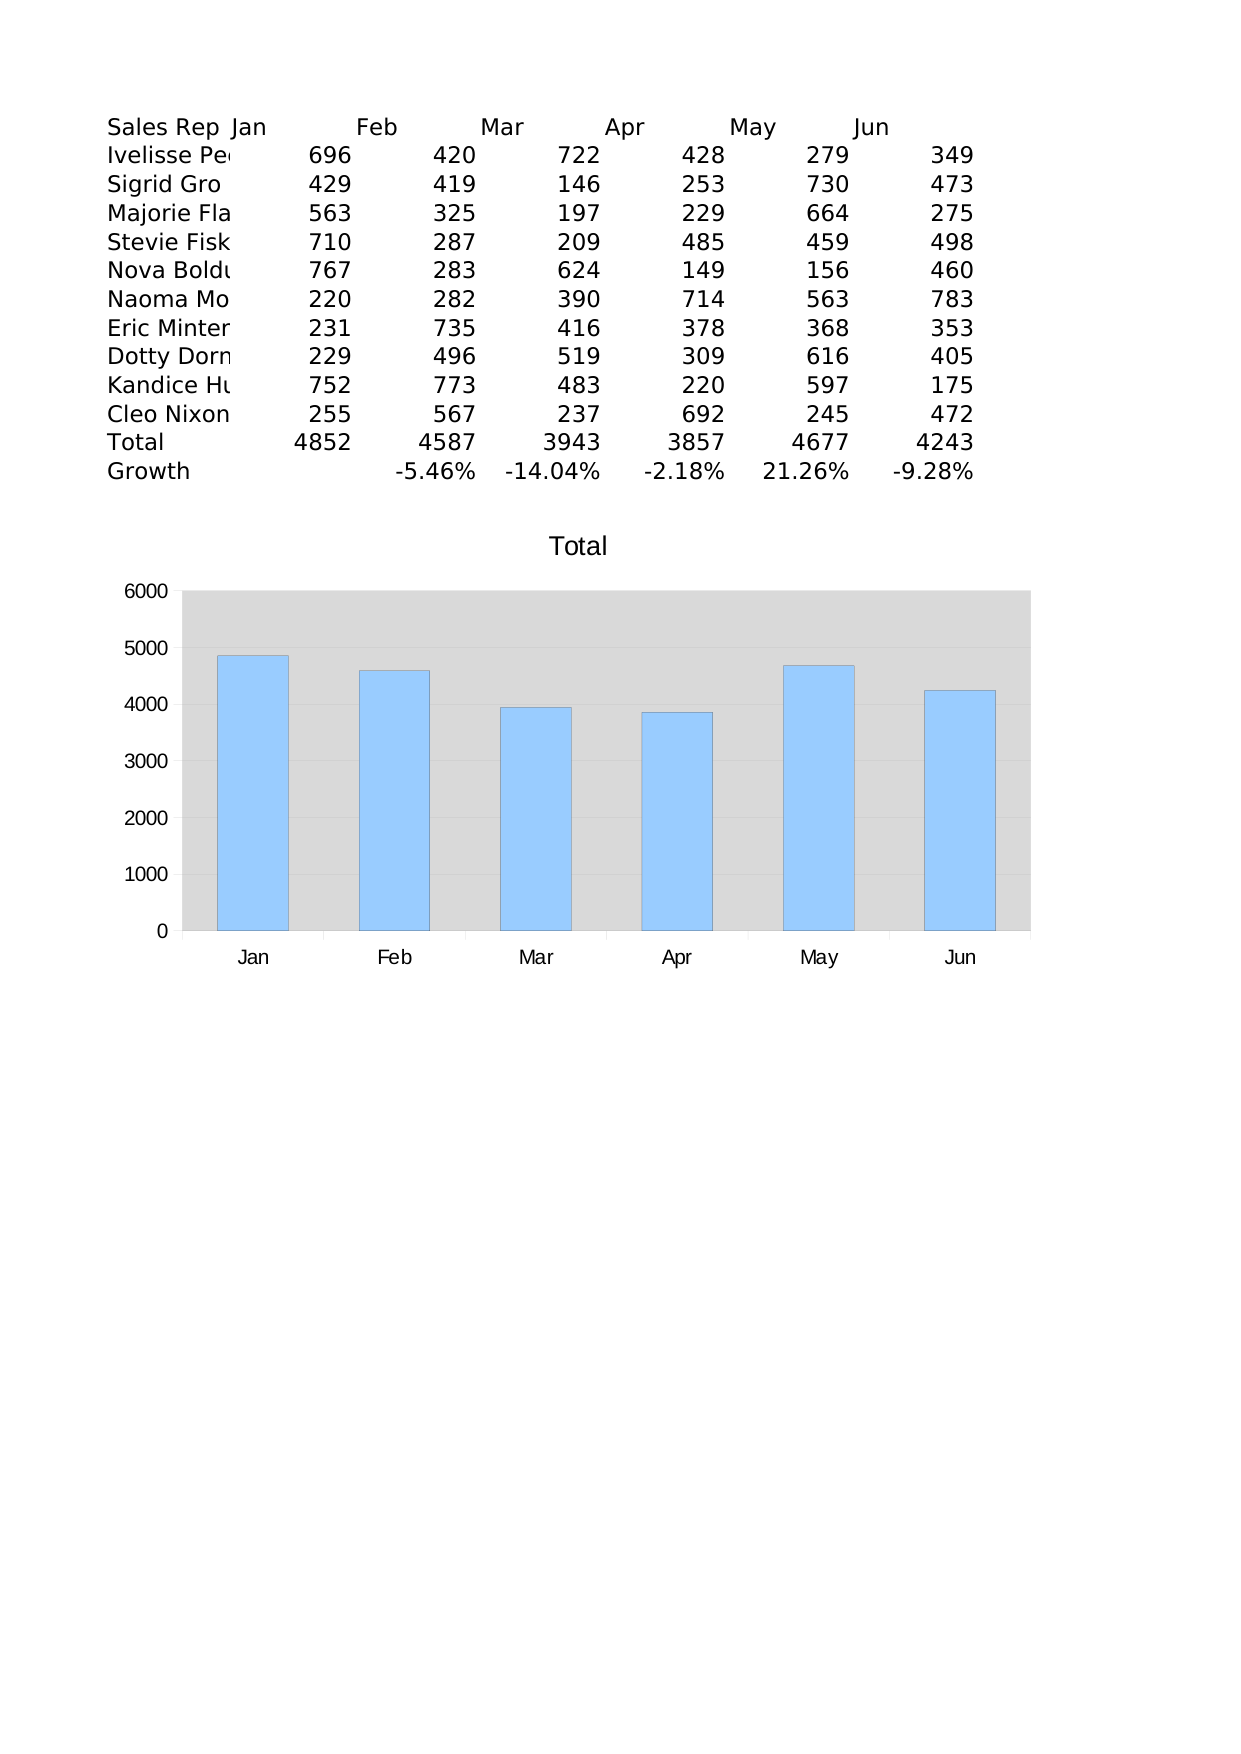 Sales Rep Jan Feb Mar Apr May Jun
Ivelisse Pe 696 420 722 428 279 349
Sigrid Gro 429 419 146 253 730 473
Majorie Fla 563 325 197 229 664 275
Stevie Fisk 710 287 209 485 459 498
Nova Boldu 767 283 624 149 156 460
Naoma Mo 220 282 390 714 563 783
Eric Minter 231 735 416 378 368 353
Dotty Dorn 229 496 519 309 616 405
Kandice Hu 752 773 483 220 597 175
Cleo Nixon 255 567 237 692 245 472
Total 4852 4587 3943 3857 4677 4243
Growth -5.46% -14.04% -2.18% 21.26% -9.28%
Total
6000
5000
4000
3000
2000
1000
0
Jan Feb Mar Apr May Jun